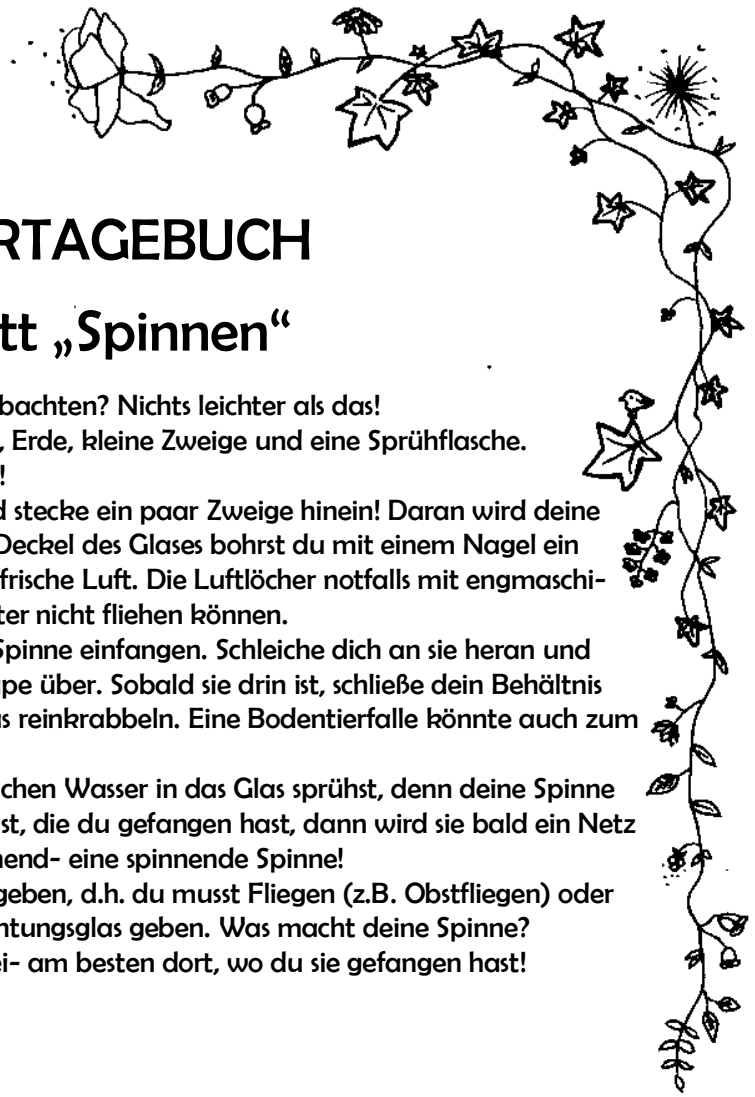 RTAGEBUCH
tt „Spinnen“
bachten? Nichts leichter als das!
, Erde, kleine Zweige und eine Sprühflasche.
!
d stecke ein paar Zweige hinein! Daran wird deine
Deckel des Glases bohrst du mit einem Nagel ein
frische Luft. Die Luftlöcher notfalls mit engmaschi-
ter nicht fliehen können.
Spinne einfangen. Schleiche dich an sie heran und
pe über. Sobald sie drin ist, schließe dein Behältnis
s reinkrabbeln. Eine Bodentierfalle könnte auch zum
chen Wasser in das Glas sprühst, denn deine Spinne
st, die du gefangen hast, dann wird sie bald ein Netz
nend- eine spinnende Spinne!
geben, d.h. du musst Fliegen (z.B. Obstfliegen) oder
htungsglas geben. Was macht deine Spinne?
ei- am besten dort, wo du sie gefangen hast!